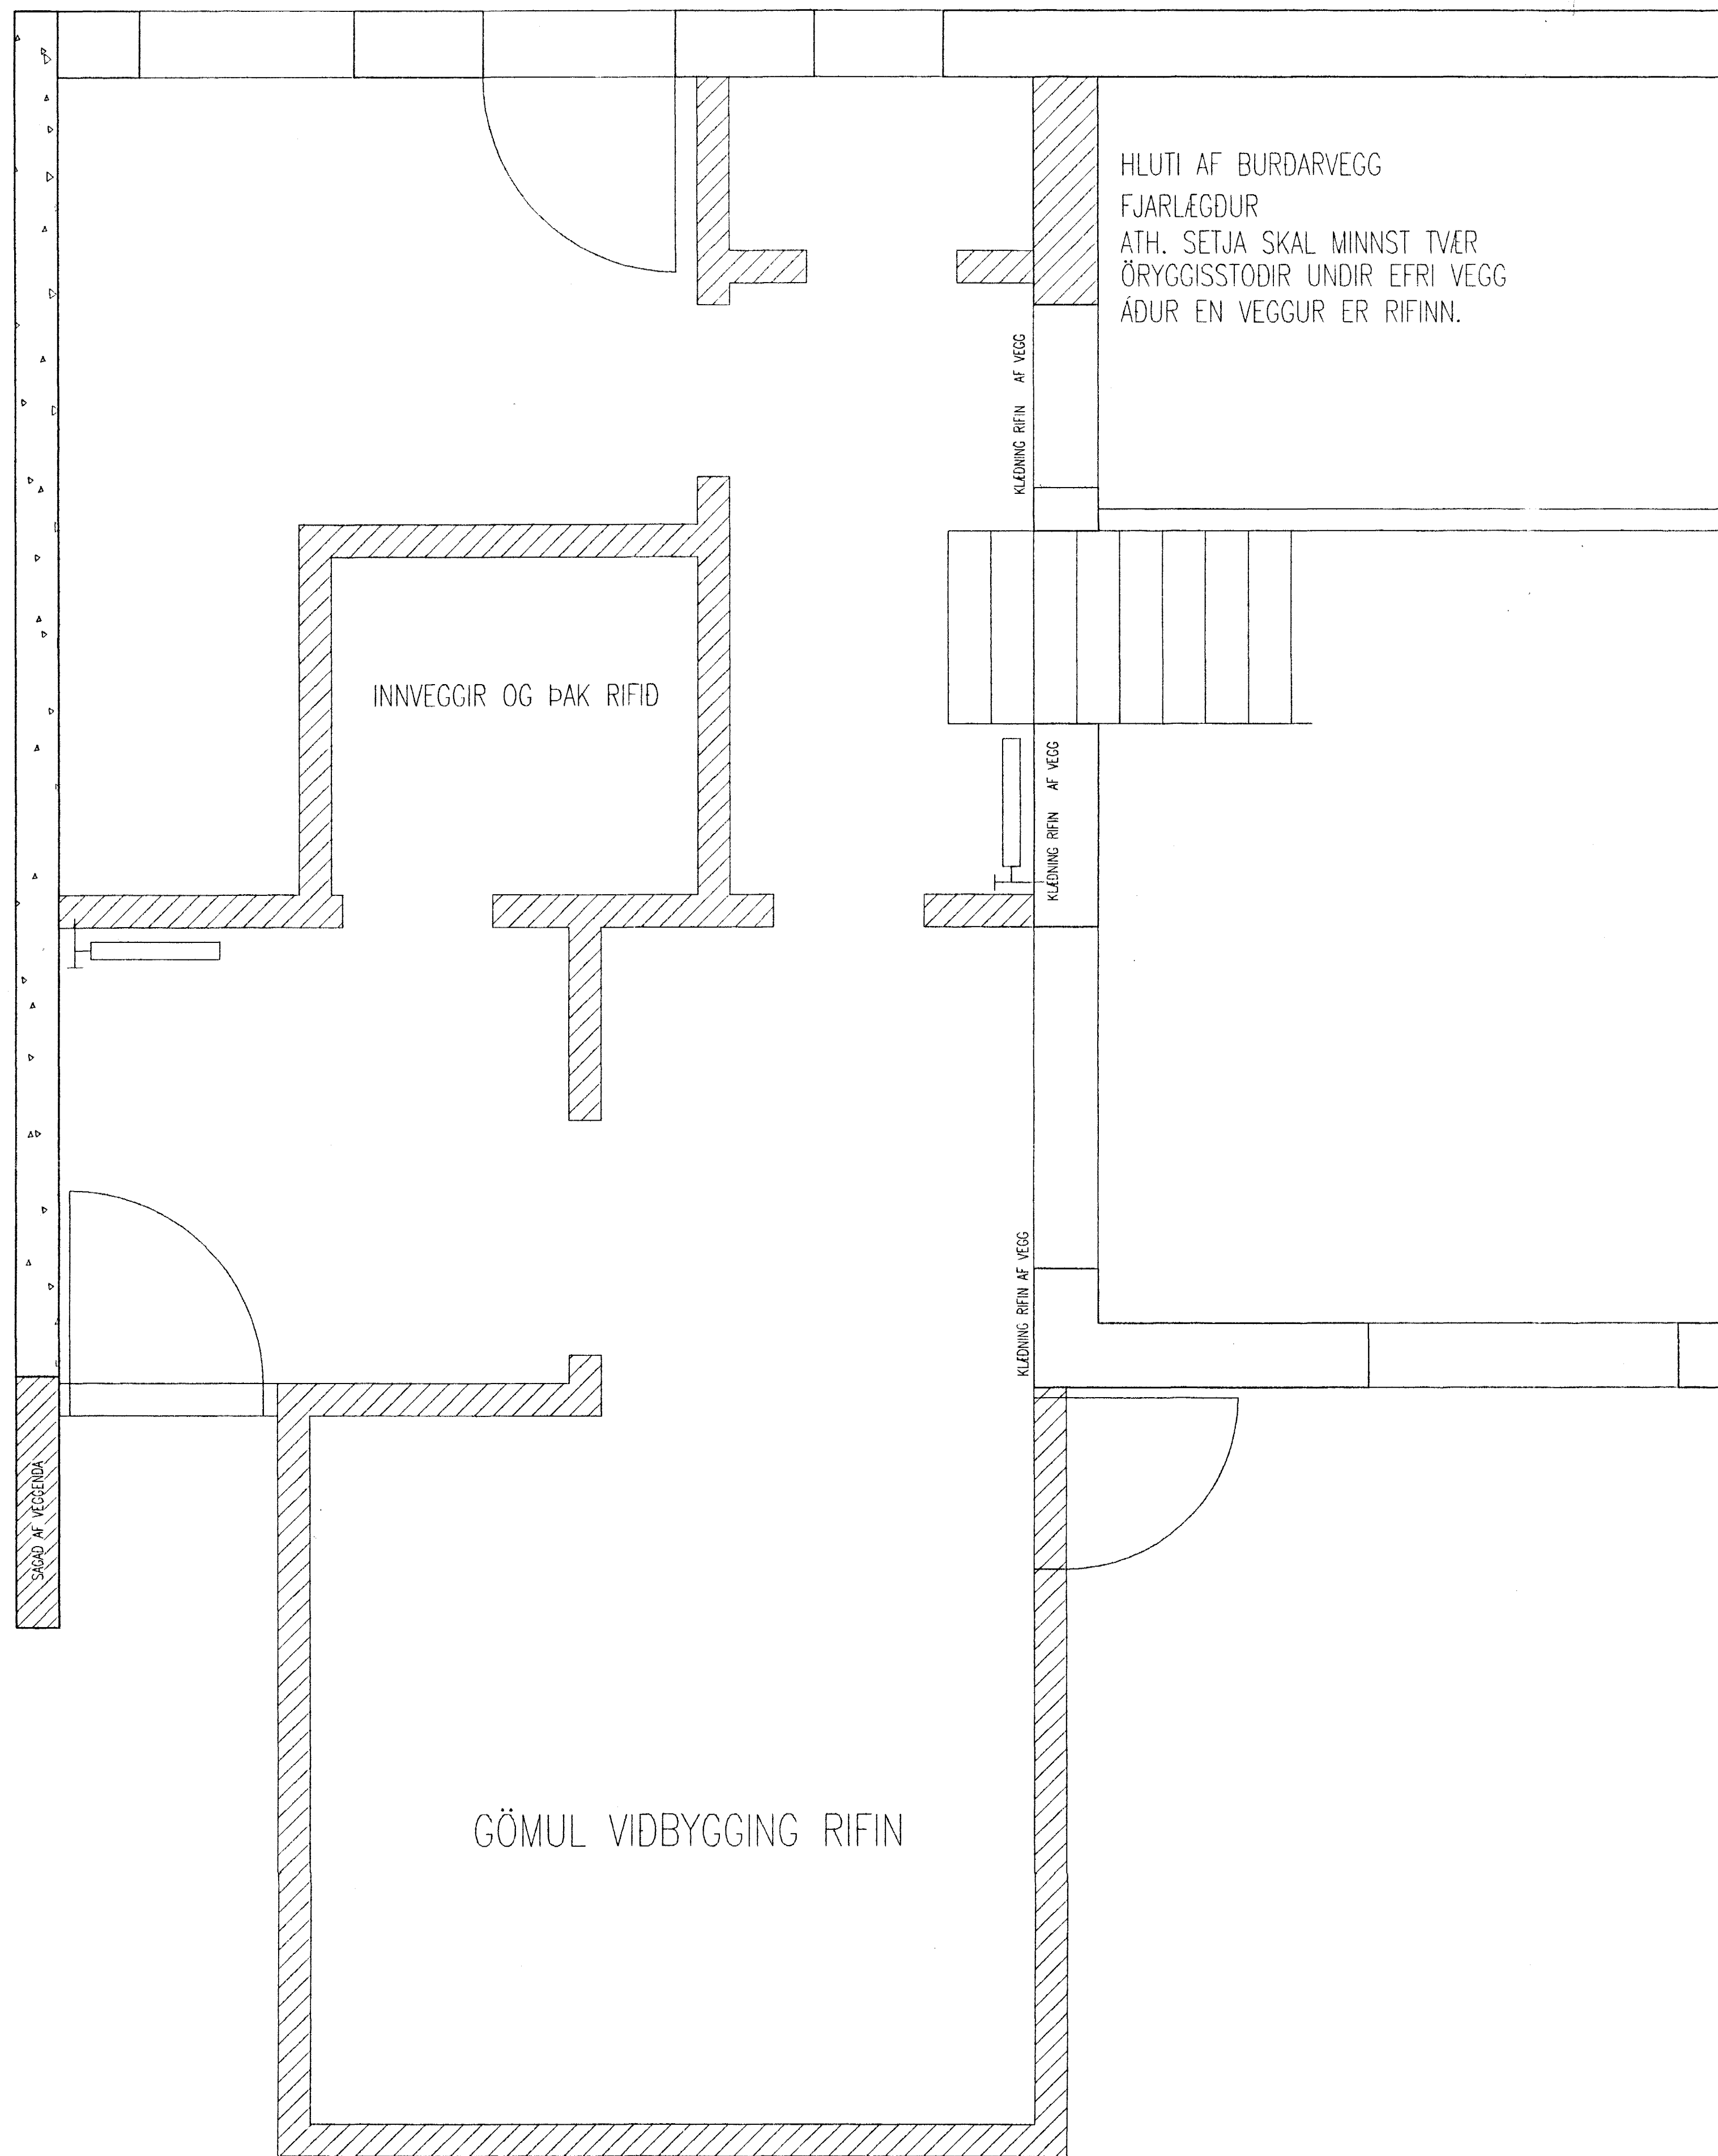 HLUTI AF BURÐARVEGG
FJARLÆGÐUR
ATH. SETJA SKAL MINNST TVÆR
ÖRYGGISSTOÐIR UNDIR EFRI VEGG
ÁÐUR EN VEGGUR ER RIFINN.
KLÆÐNING RIFIN AF VEGG
INNVEGGIR OG ÞAK RIFIÐ
KLÆÐNING RIFIN AF VEGG
KLÆÐNING RIFIN AF VEGG
SAGAÐ AF VEGGENDA
GÖMUL VIÐBYGGING RIFIN